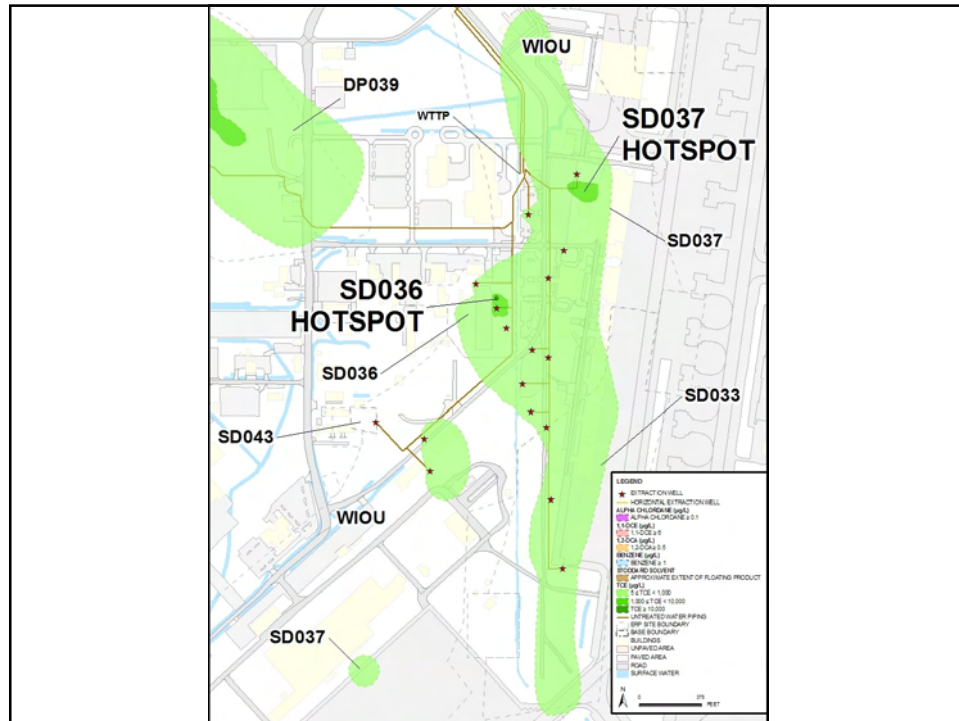 WIOU
DP039
WTTP
SD037
HOTSPOT
SD037
SD036
HOTSPOT
SD036
SD033
SD043
WIOU
SD037
LEGEND
EXTRACTION WELL
HORIZONTAL EXTRACTION WELL
ALPHA CHLORDANE (µg/L)
ALPHA CHLORDANE ≥ 0.1
1,1-DCE (µg/L)
1,1-DCE ≥ 6
1,2-DCA (µg/L)
1,2-DCA ≥ 0.5
BENZENE (µg/L)
BENZENE ≥ 1
STODDARD SOLVENT
APPROXIMATE EXTENT OF FLOATING PRODUCT
TCE (µg/L)
5 ≤ TCE < 1,000
1,000 ≤ TCE < 10,000
TCE ≥ 10,000
UNTREATED WATER PIPING
ERP SITE BOUNDARY
BASE BOUNDARY
BUILDINGS
UNPAVED AREA
PAVED AREA
ROAD
SURFACE WATER
N
0 375
FEET